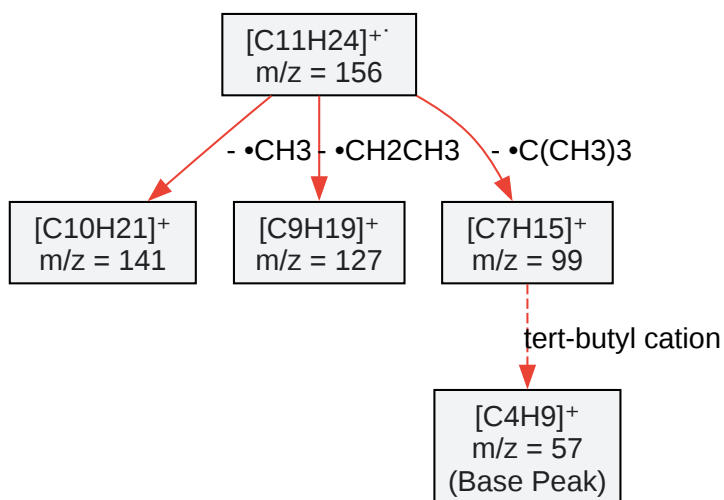 [C11H24]⁺˙
m/z = 156
- •CH3
- •CH2CH3
- •C(CH3)3
[C10H21]⁺
m/z = 141
[C9H19]⁺
m/z = 127
[C7H15]⁺
m/z = 99
tert-butyl cation
[C4H9]⁺
m/z = 57
(Base Peak)